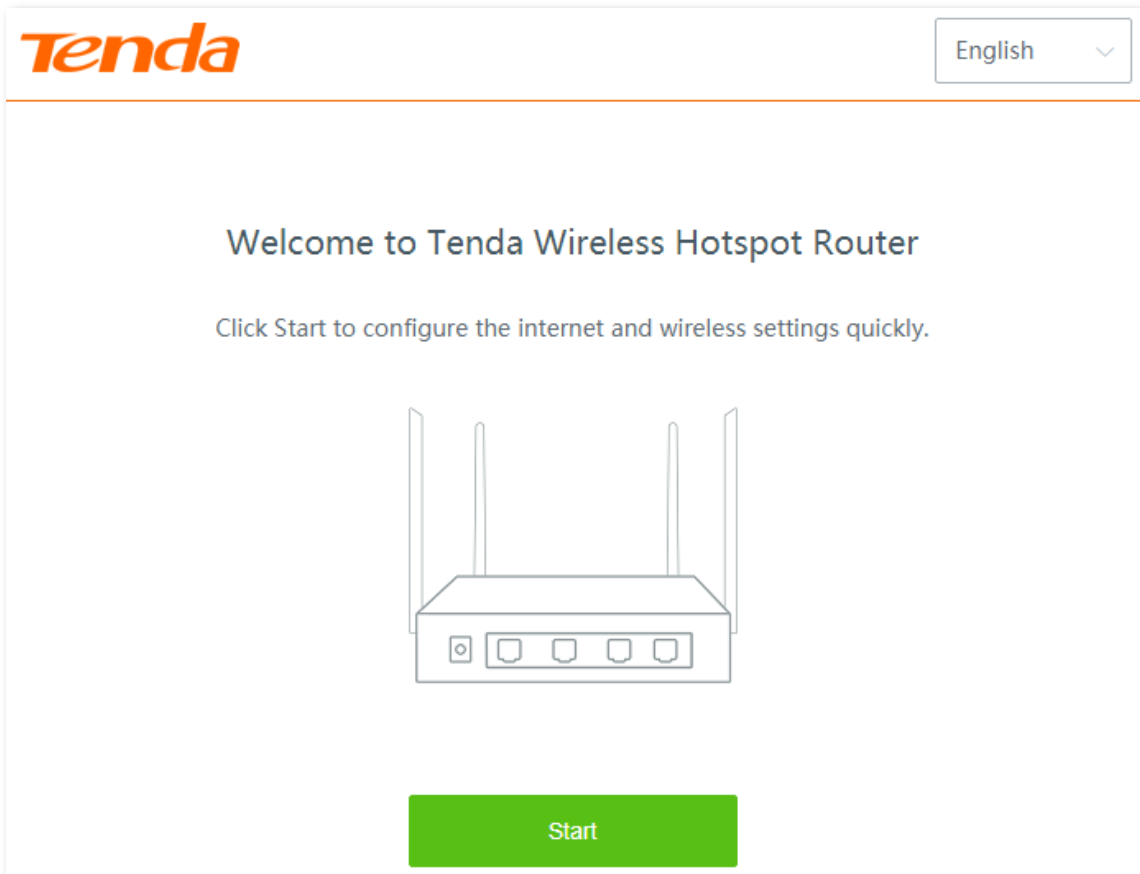 Tenda
English
Welcome to Tenda Wireless Hotspot Router
Click Start to configure the internet and wireless settings quickly.
Start